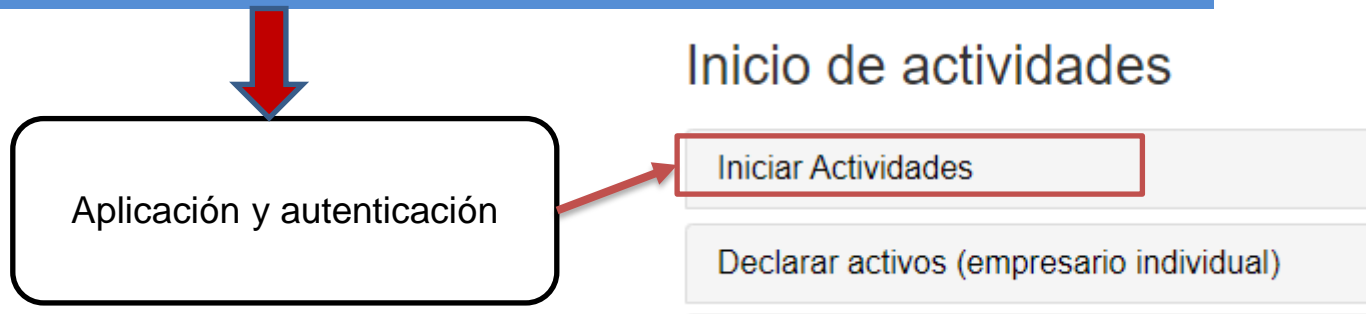 Inicio de actividades
Iniciar Actividades
Aplicación y autenticación
Declarar activos (empresario individual)